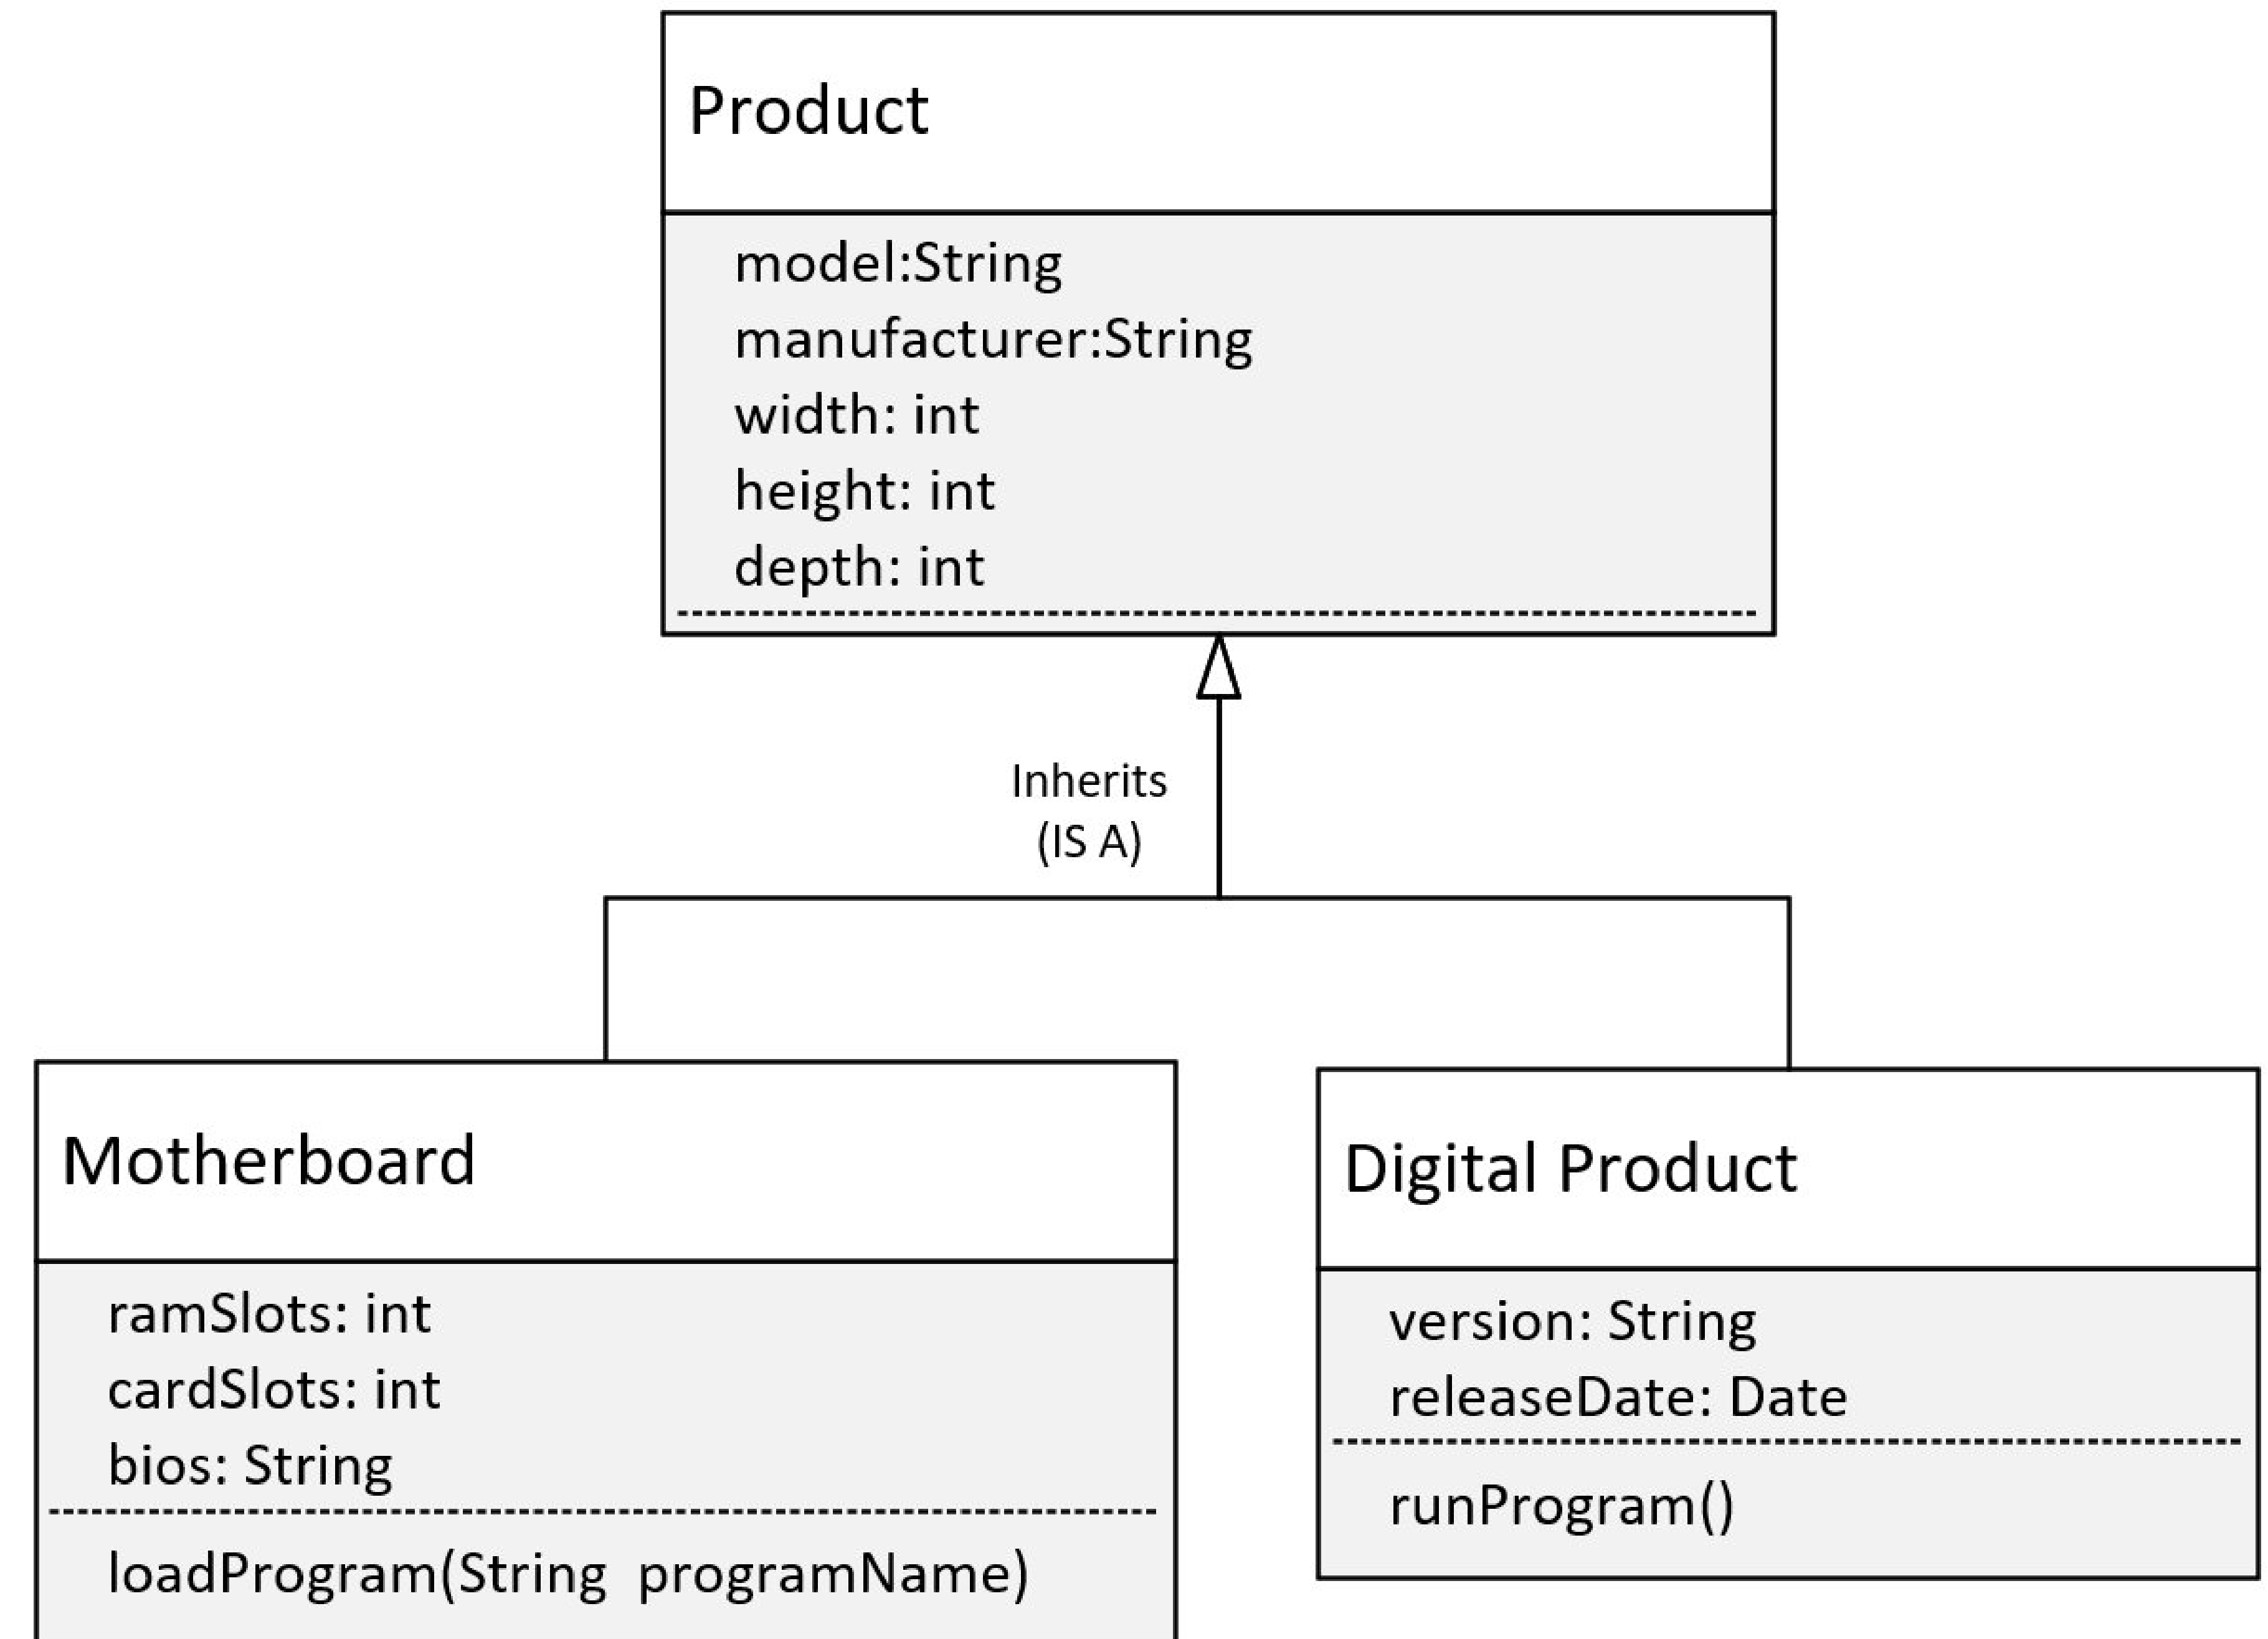 Product
model:String
manufacturer:String
width: int
height: int
depth: int
Inherits
(IS A)
Motherboard
ramSlots: int
cardSlots: int
bios: String
loadProgram(String  programName)
Digital Product
version: String
releaseDate: Date
runProgram()